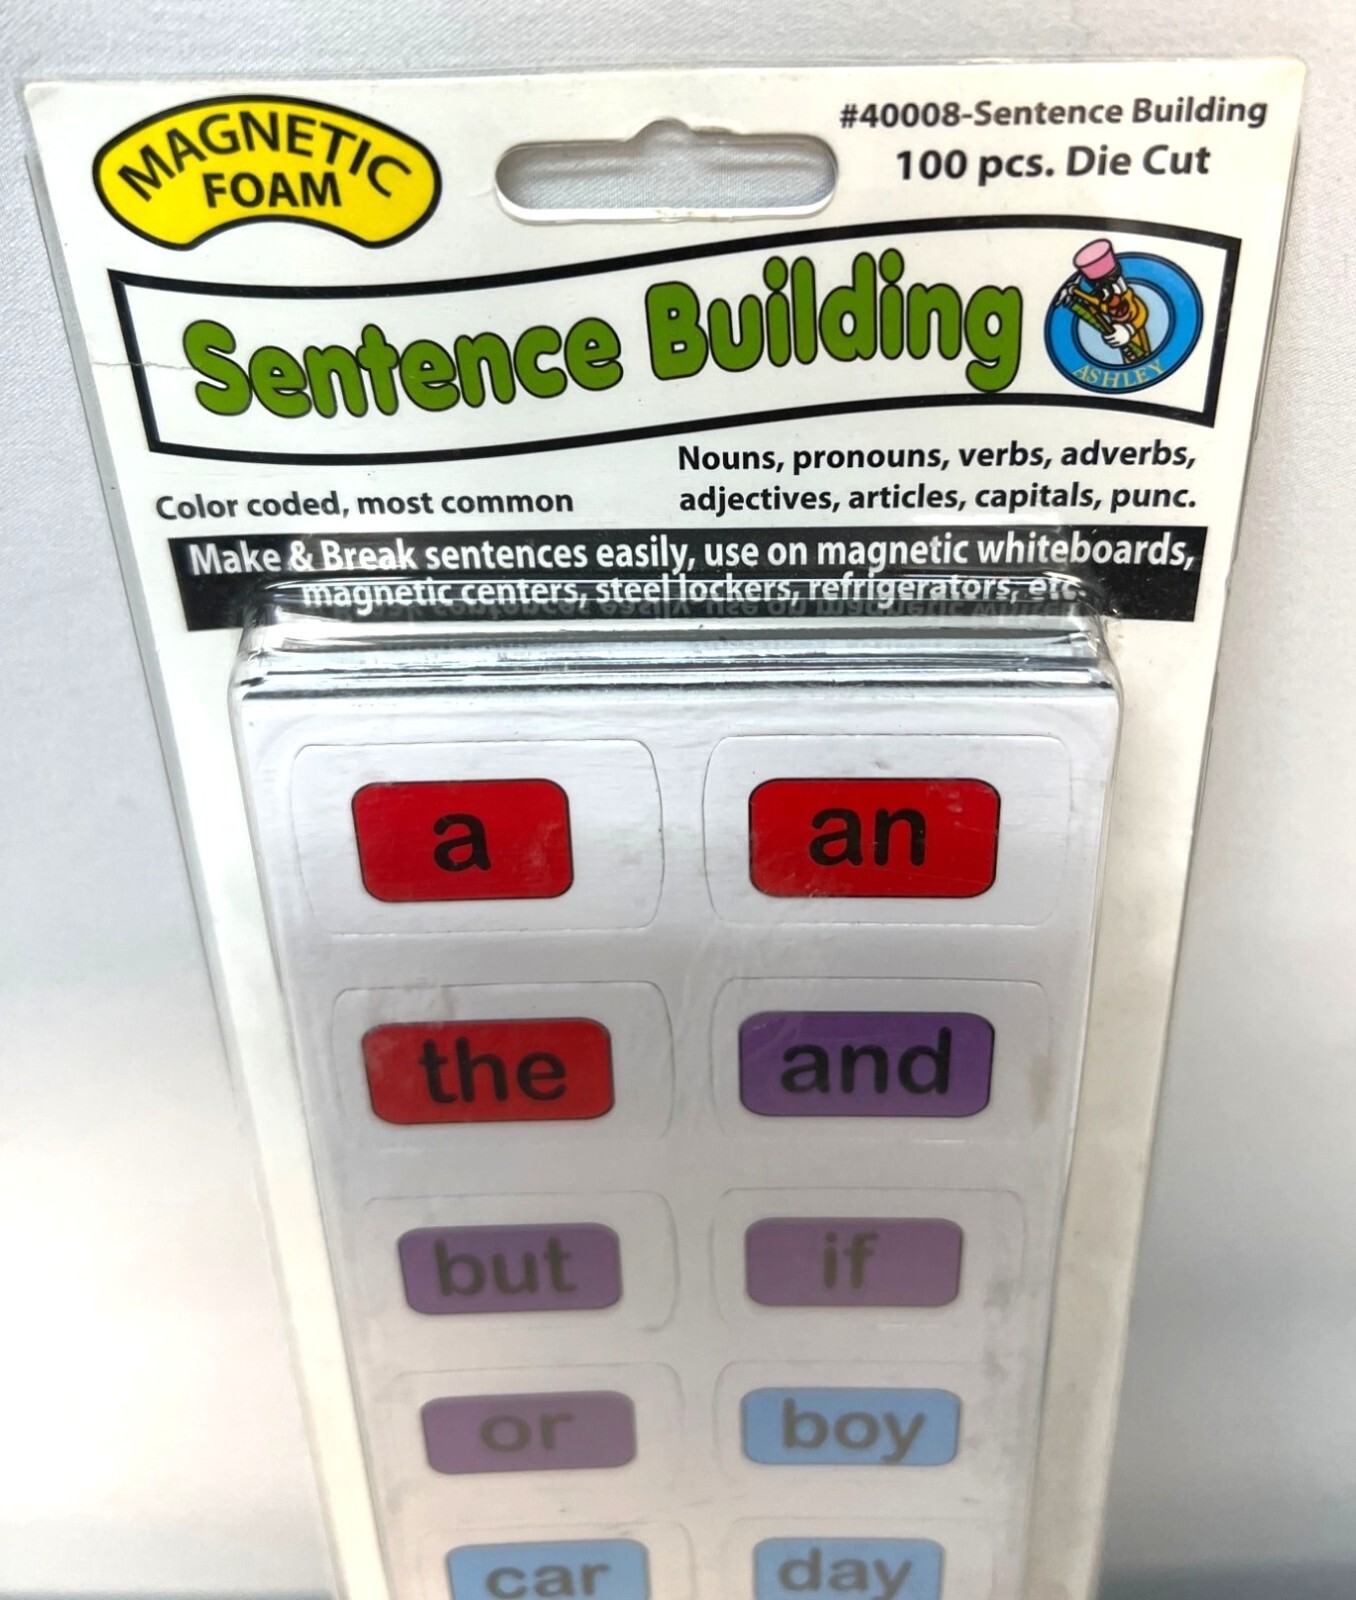 MAGNETIC
FOAM
#40008-Sentence Building
100 pcs. Die Cut
Sentence Building
ASHLEY
Color coded, most common
Nouns, pronouns, verbs, adverbs,
adjectives, articles, capitals, punc.
Make & Break sentences easily, use on magnetic whiteboards,
magnetic centers, steel lockers, refrigerators, etc.
a an
the and
but if
or boy
car day